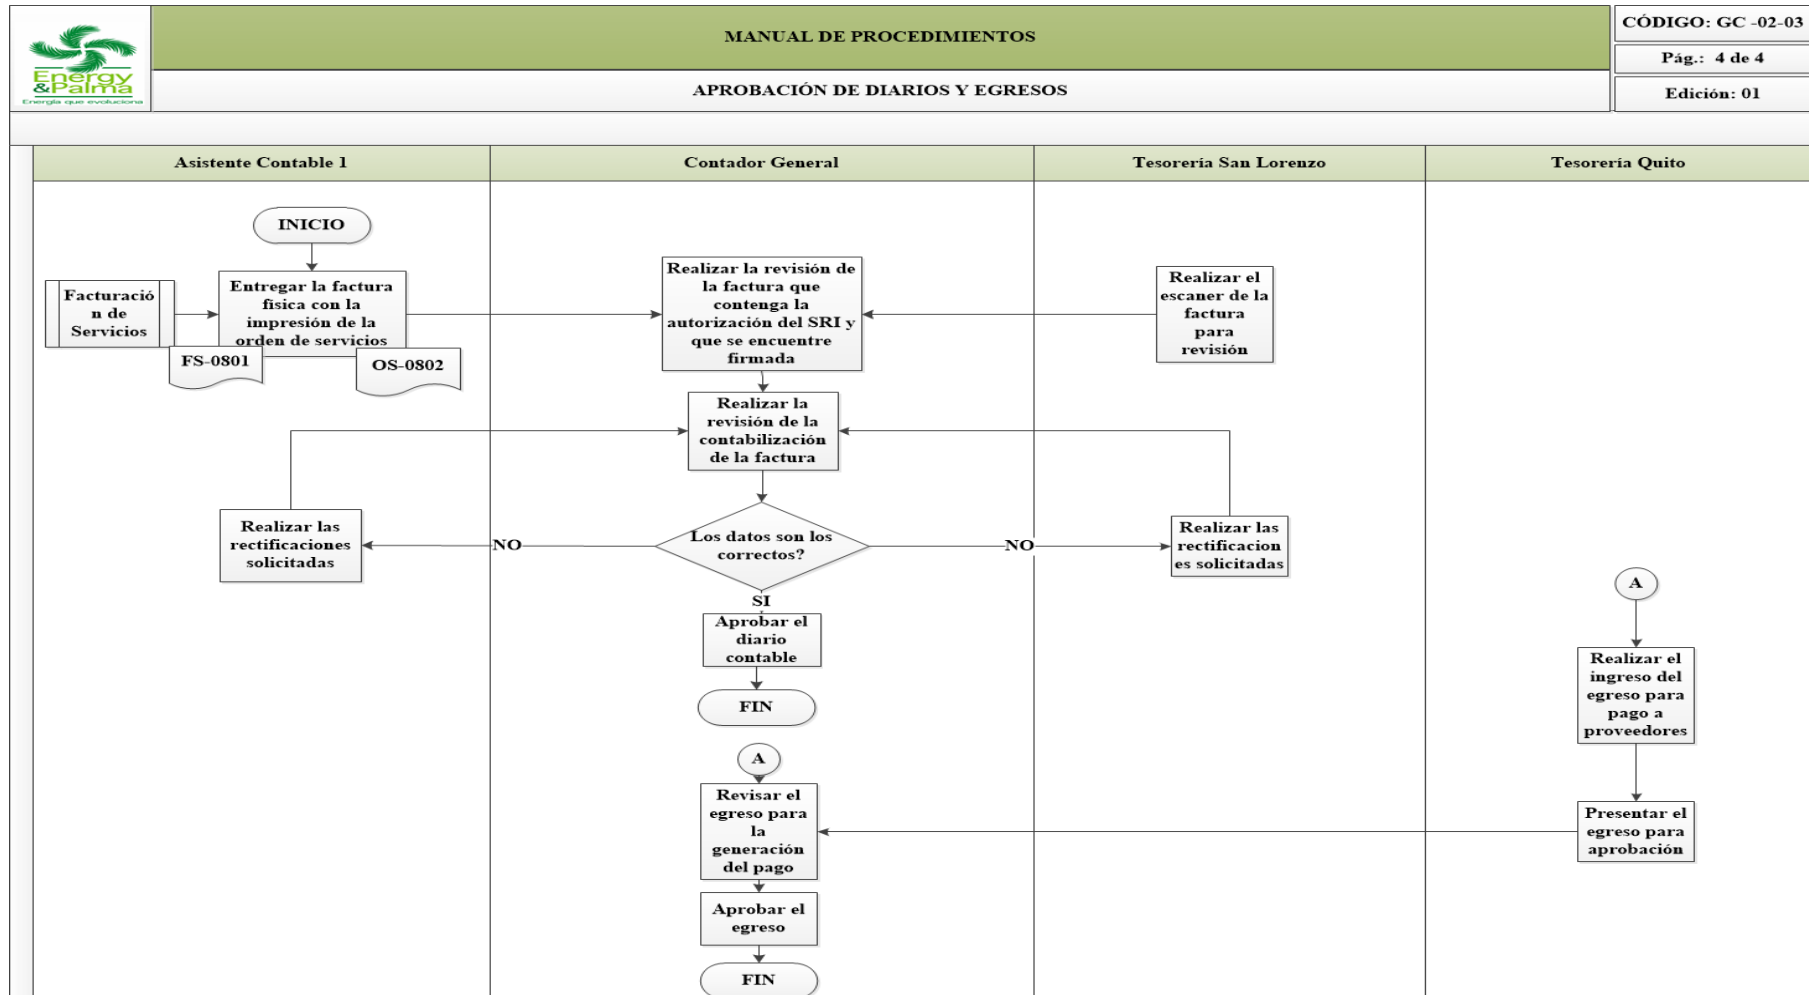 Energy
&Palma
Energía que evoluciona
MANUAL DE PROCEDIMIENTOS
APROBACIÓN DE DIARIOS Y EGRESOS
CÓDIGO: GC -02-03
Pág.: 4 de 4
Edición: 01
Asistente Contable 1
Contador General
Tesorería San Lorenzo
Tesorería Quito
INICIO
Facturació
n de
Servicios
Entregar la factura
física con la
impresión de la
orden de servicios
FS-0801
OS-0802
Realizar la revisión de
la factura que
contenga la
autorización del SRI y
que se encuentre
firmada
Realizar el
escaner de la
factura
para
revisión
Realizar la
revisión de la
contabilización
de la factura
Realizar las
rectificaciones
solicitadas
NO
Los datos son los
correctos?
NO
Realizar las
rectificacion
es solicitadas
SI
Aprobar el
diario
contable
FIN
A
Realizar el
ingreso del
egreso para
pago a
proveedores
A
Revisar el
egreso para
la
generación
del pago
Presentar el
egreso para
aprobación
Aprobar el
egreso
FIN